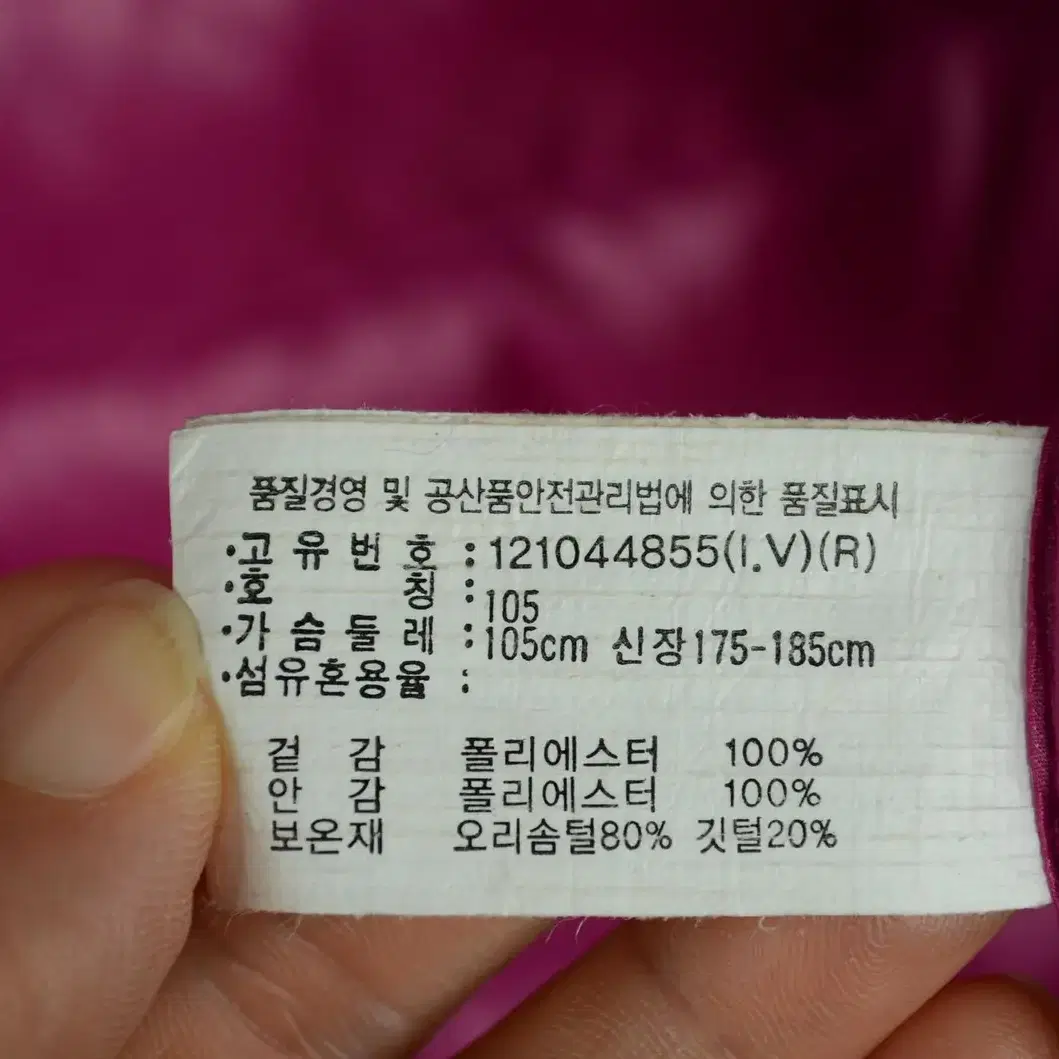 품질경영 및 공산품안전관리법에 의한 품질표시
·고 유 번 호 : 121044855(I.V)(R)
·호 칭 : 105
·가 슴 둘 레 : 105cm 신장175-185cm
·섬유혼용율 :
겉 감 폴리에스터 100%
안 감 폴리에스터 100%
보온재 오리솜털80% 깃털20%